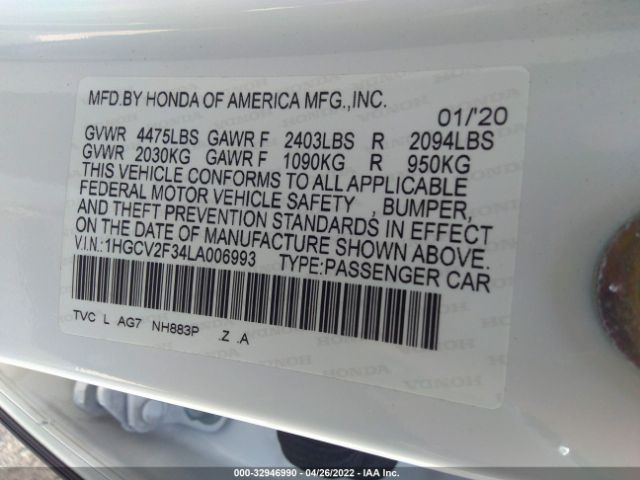 MFD.BY HONDA OF AMERICA MFG.,INC.
01/'20
GVWR 4475LBS GAWR F 2403LBS R 2094LBS
GVWR 2030KG GAWR F 1090KG R 950KG
THIS VEHICLE CONFORMS TO ALL APPLICABLE
FEDERAL MOTOR VEHICLE SAFETY , BUMPER,
AND THEFT PREVENTION STANDARDS IN EFFECT
ON THE DATE OF MANUFACTURE SHOWN ABOVE.
V.I.N.:1HGCV2F34LA006993 TYPE:PASSENGER CAR
TVC L AG7 NH883P .Z .A
000-32946990 - 04/26/2022 - IAA Inc.